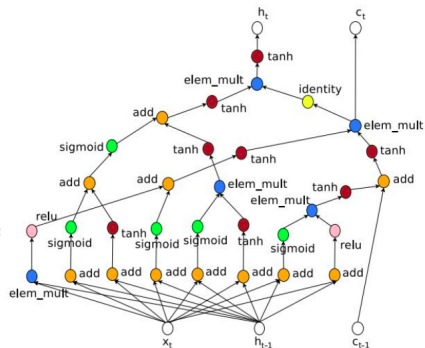 h_t c_t
tanh
elem_mult identity
tanh
add elem_mult
sigmoid tanh tanh tanh
add add elem_mult add
tanh
relu elem_mult
sigmoid tanh sigmoid sigmoid tanh sigmoid relu
elem_mult add add add add add add add
x_t h_t-1 c_t-1